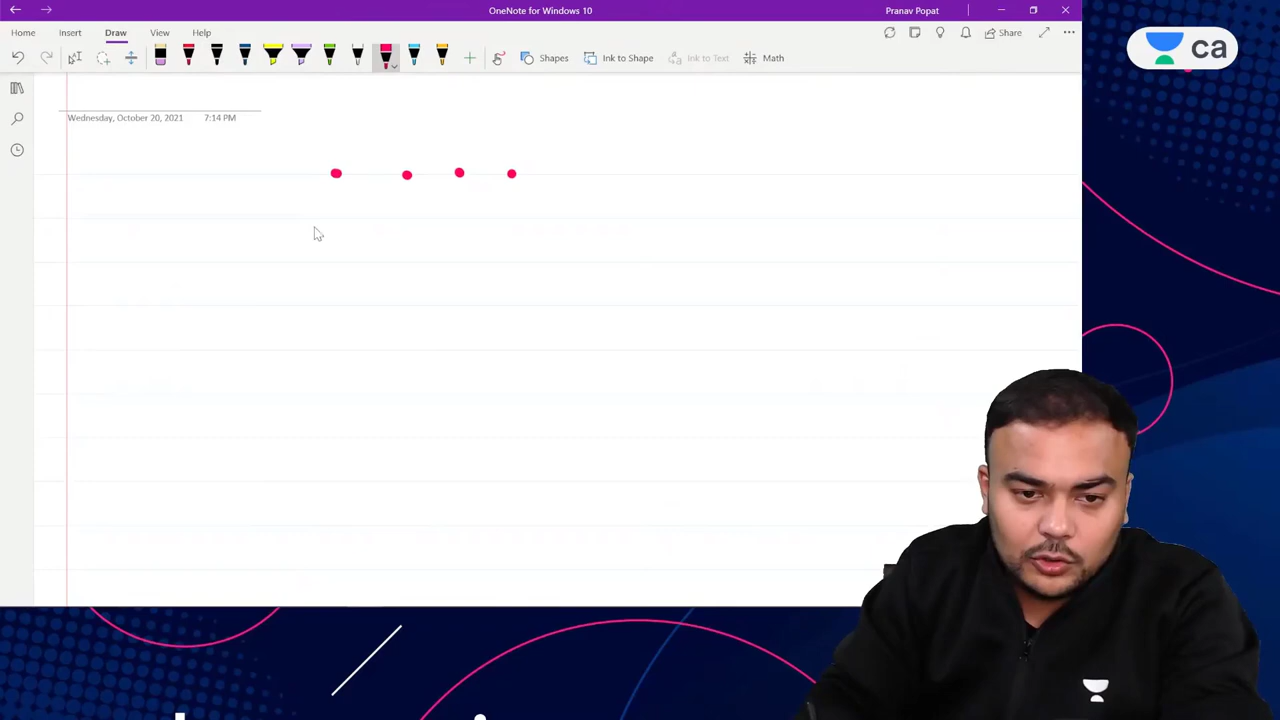 OneNote for Windows 10
Pranav Popat
Home Insert Draw View Help
Share
Shapes Ink to Shape Ink to Text Math
ca
Wednesday, October 20, 2021 7:14 PM